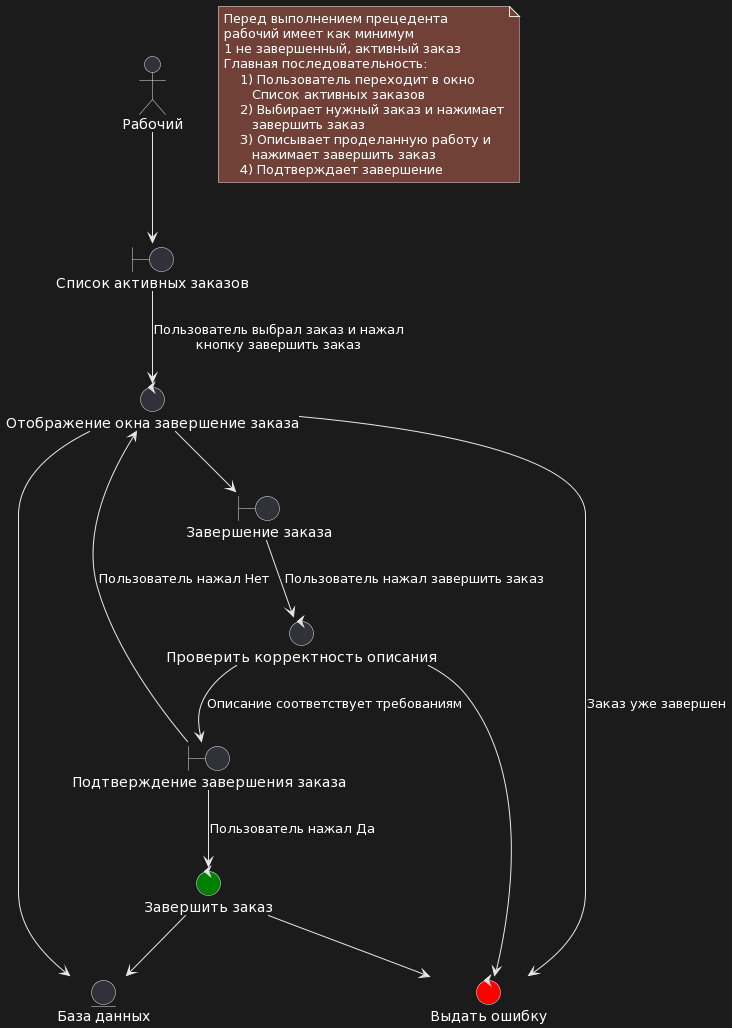 Перед выполнением прецедента
рабочий имеет как минимум
1 не завершенный, активный заказ
Главная последовательность:
1) Пользователь переходит в окно
Список активных заказов
2) Выбирает нужный заказ и нажимает
завершить заказ
3) Описывает проделанную работу и
нажимает завершить заказ
4) Подтверждает завершение
Рабочий
Список активных заказов
Пользователь выбрал заказ и нажал
кнопку завершить заказ
Отображение окна завершение заказа
Завершение заказа
Пользователь нажал Нет
Пользователь нажал завершить заказ
Проверить корректность описания
Описание соответствует требованиям
Заказ уже завершен
Подтверждение завершения заказа
Пользователь нажал Да
Завершить заказ
База данных
Выдать ошибку